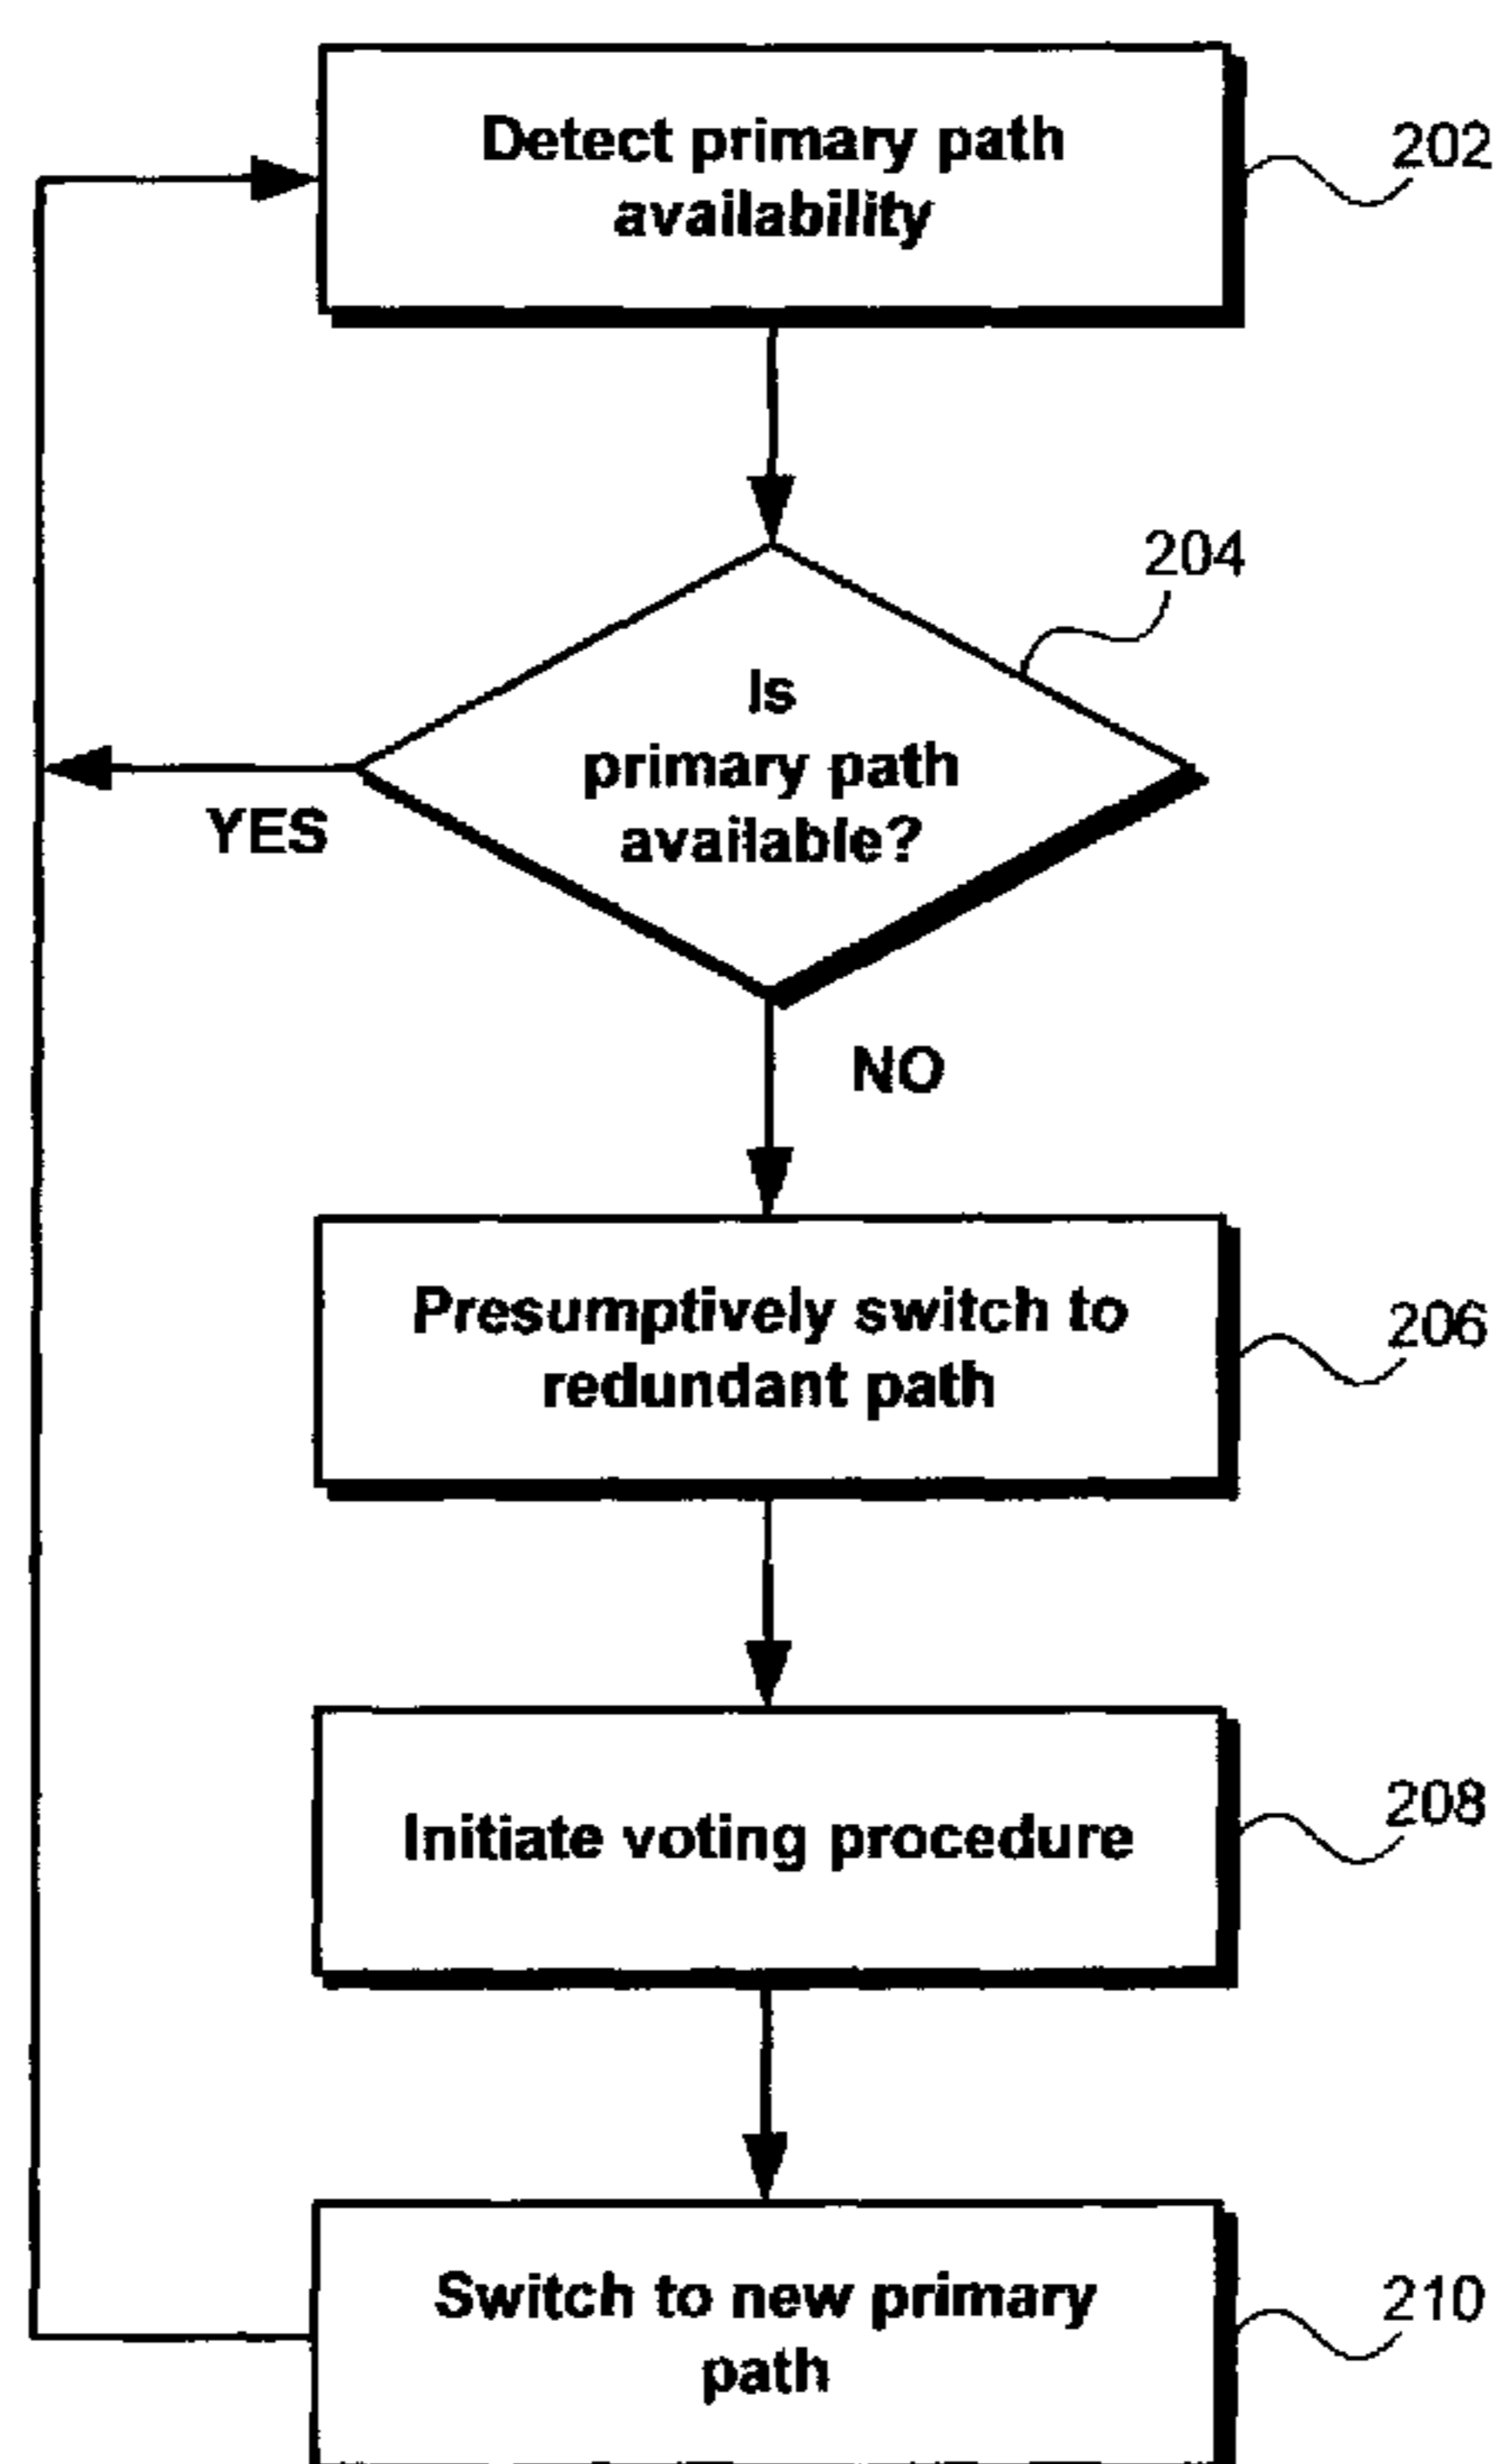 Detect primary path
availability
202
204
Is
primary path
available?
YES
NO
Presumptively switch to
redundant path
206
Initiate voting procedure
208
Switch to new primary
path
210